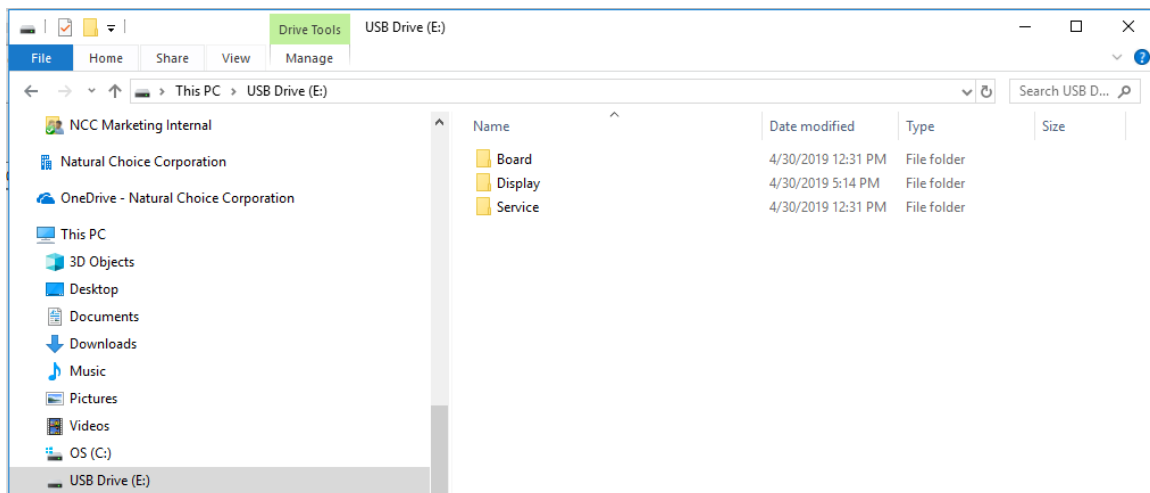 Drive Tools USB Drive (E:)
File Home Share View Manage
This PC > USB Drive (E:) Search USB D...
NCC Marketing Internal
Natural Choice Corporation
OneDrive - Natural Choice Corporation
This PC
3D Objects
Desktop
Documents
Downloads
Music
Pictures
Videos
OS (C:)
USB Drive (E:)
Name Date modified Type Size
Board 4/30/2019 12:31 PM File folder
Display 4/30/2019 5:14 PM File folder
Service 4/30/2019 12:31 PM File folder